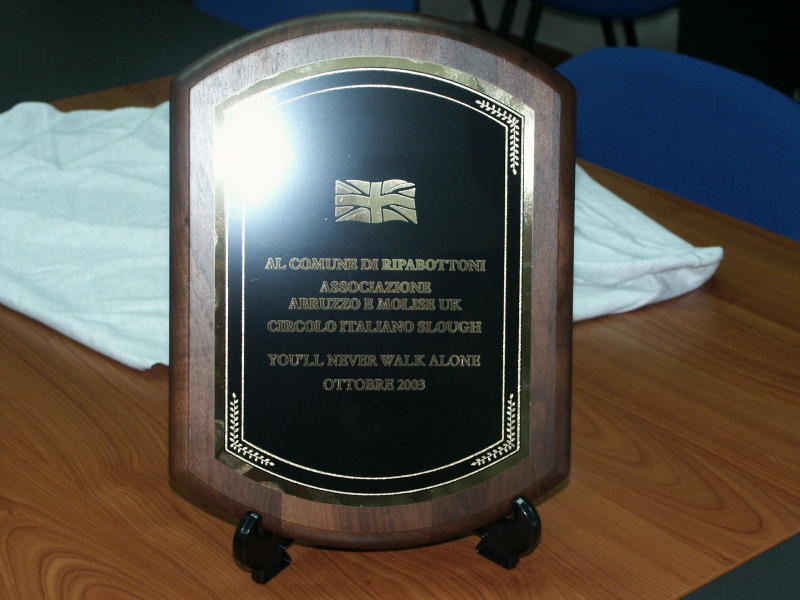 AL COMUNE DI RIPABOTTONI
ASSOCIAZIONE
ABRUZZO E MOLISE UK
CIRCOLO ITALIANO SLOUGH
YOU'LL NEVER WALK ALONE
OTTOBRE 2003